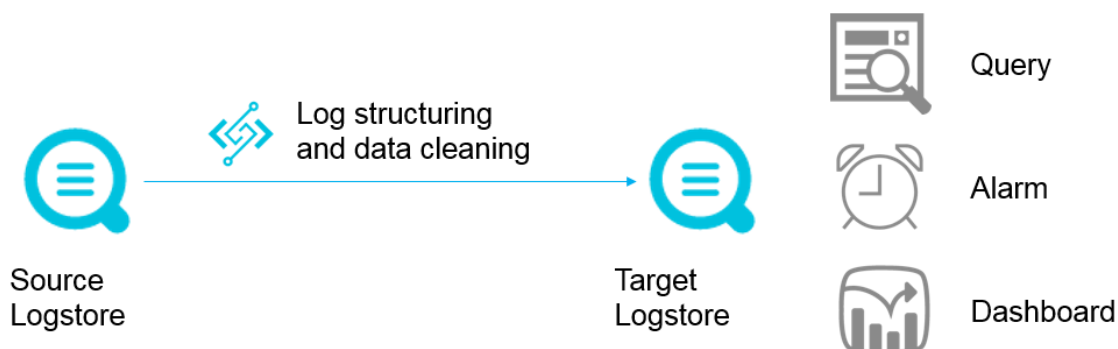 Query
Log structuring
and data cleaning
Alarm
Source
Logstore
Target
Logstore
Dashboard